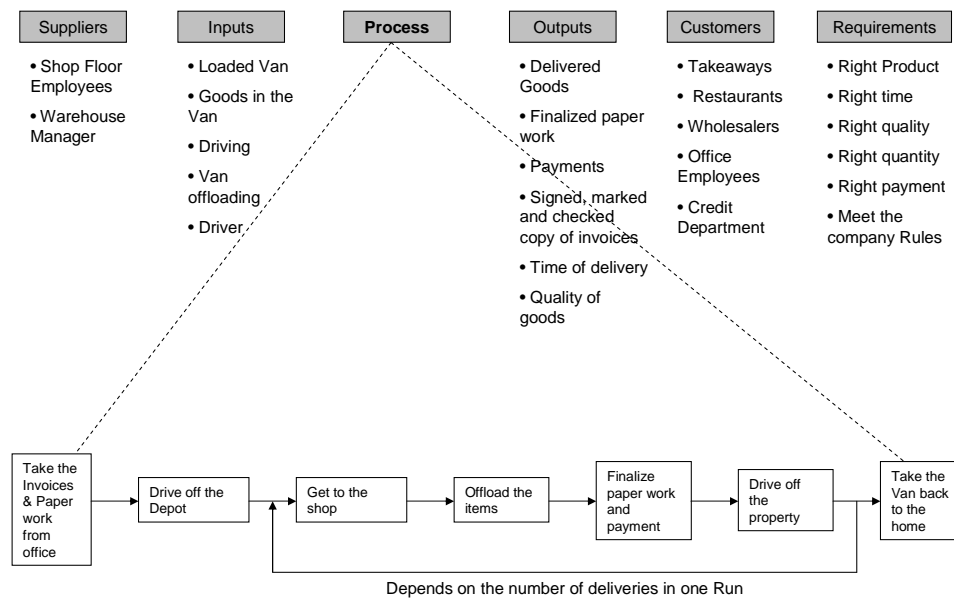 Suppliers
Inputs
Process
Outputs
Customers
Requirements
• Shop Floor
Employees
• Warehouse
Manager
• Loaded Van
• Goods in the
Van
• Driving
• Van
offloading
• Driver
• Delivered
Goods
• Finalized paper
work
• Payments
• Signed, marked
and checked
copy of invoices
• Time of delivery
• Quality of
goods
• Takeaways
• Restaurants
• Wholesalers
• Office
Employees
• Credit
Department
• Right Product
• Right time
• Right quality
• Right quantity
• Right payment
• Meet the
company Rules
Take the
Invoices
& Paper
work
from
office
Drive off the
Depot
Get to the
shop
Offload the
items
Finalize
paper work
and
payment
Drive off
the
property
Take the
Van back
to the
home
Depends on the number of deliveries in one Run